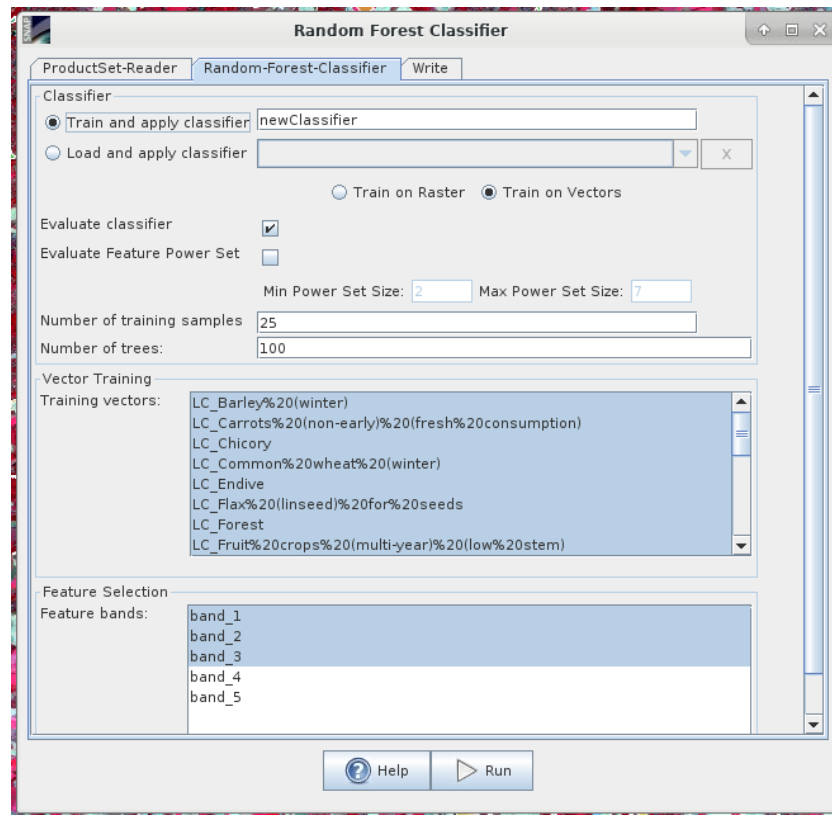 SNAP
Random Forest Classifier
ProductSet-Reader Random-Forest-Classifier Write
Classifier
Train and apply classifier newClassifier
Load and apply classifier X
Train on Raster Train on Vectors
Evaluate classifier
Evaluate Feature Power Set
Min Power Set Size: 2 Max Power Set Size: 7
Number of training samples 25
Number of trees: 100
Vector Training
Training vectors: LC_Barley%20(winter)
LC_Carrots%20(non-early)%20(fresh%20consumption)
LC_Chicory
LC_Common%20wheat%20(winter)
LC_Endive
LC_Flax%20(linseed)%20for%20seeds
LC_Forest
LC_Fruit%20crops%20(multi-year)%20(low%20stem)
Feature Selection
Feature bands: band_1
band_2
band_3
band_4
band_5
Help Run